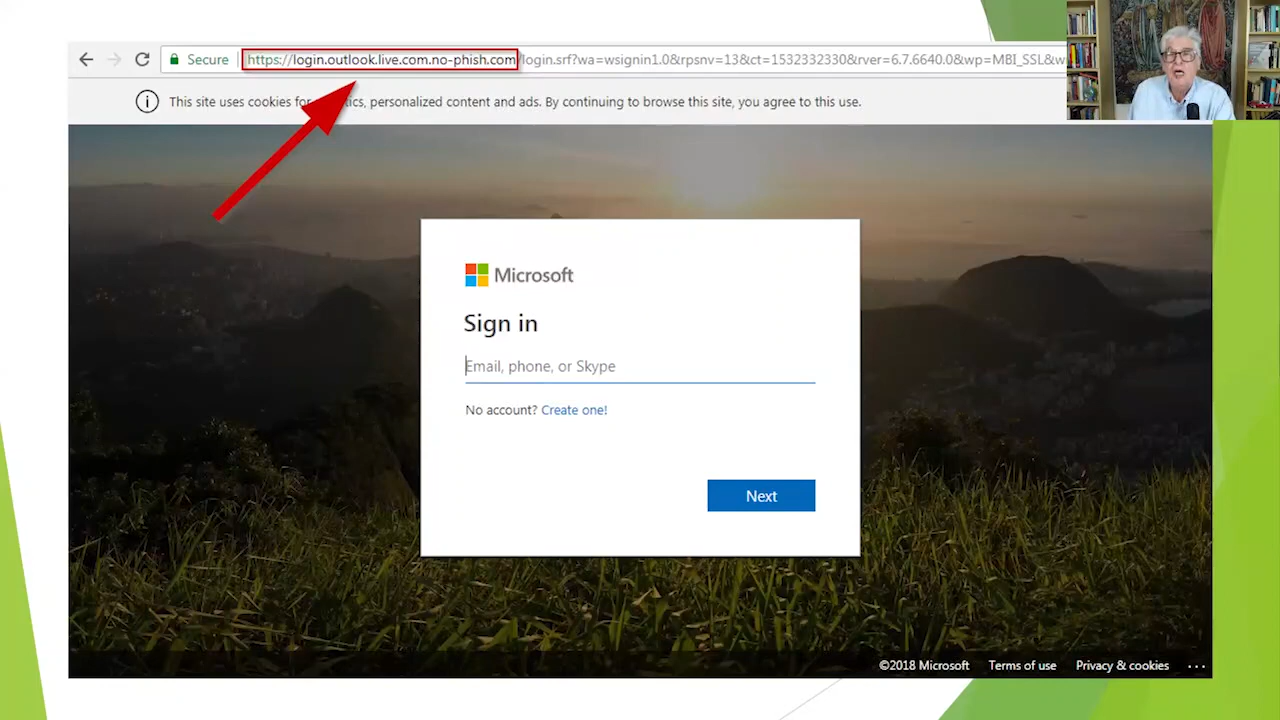 Secure https://login.outlook.live.com.no-phish.com/login.srf?wa=wsignin1.0&rpsnv=13&ct=1532332330&rver=6.7.6640.0&wp=MBI_SSL&w
This site uses cookies for tics, personalized content and ads. By continuing to browse this site, you agree to this use.
Microsoft
Sign in
Email, phone, or Skype
No account? Create one!
Next
©2018 Microsoft Terms of use Privacy & cookies ...